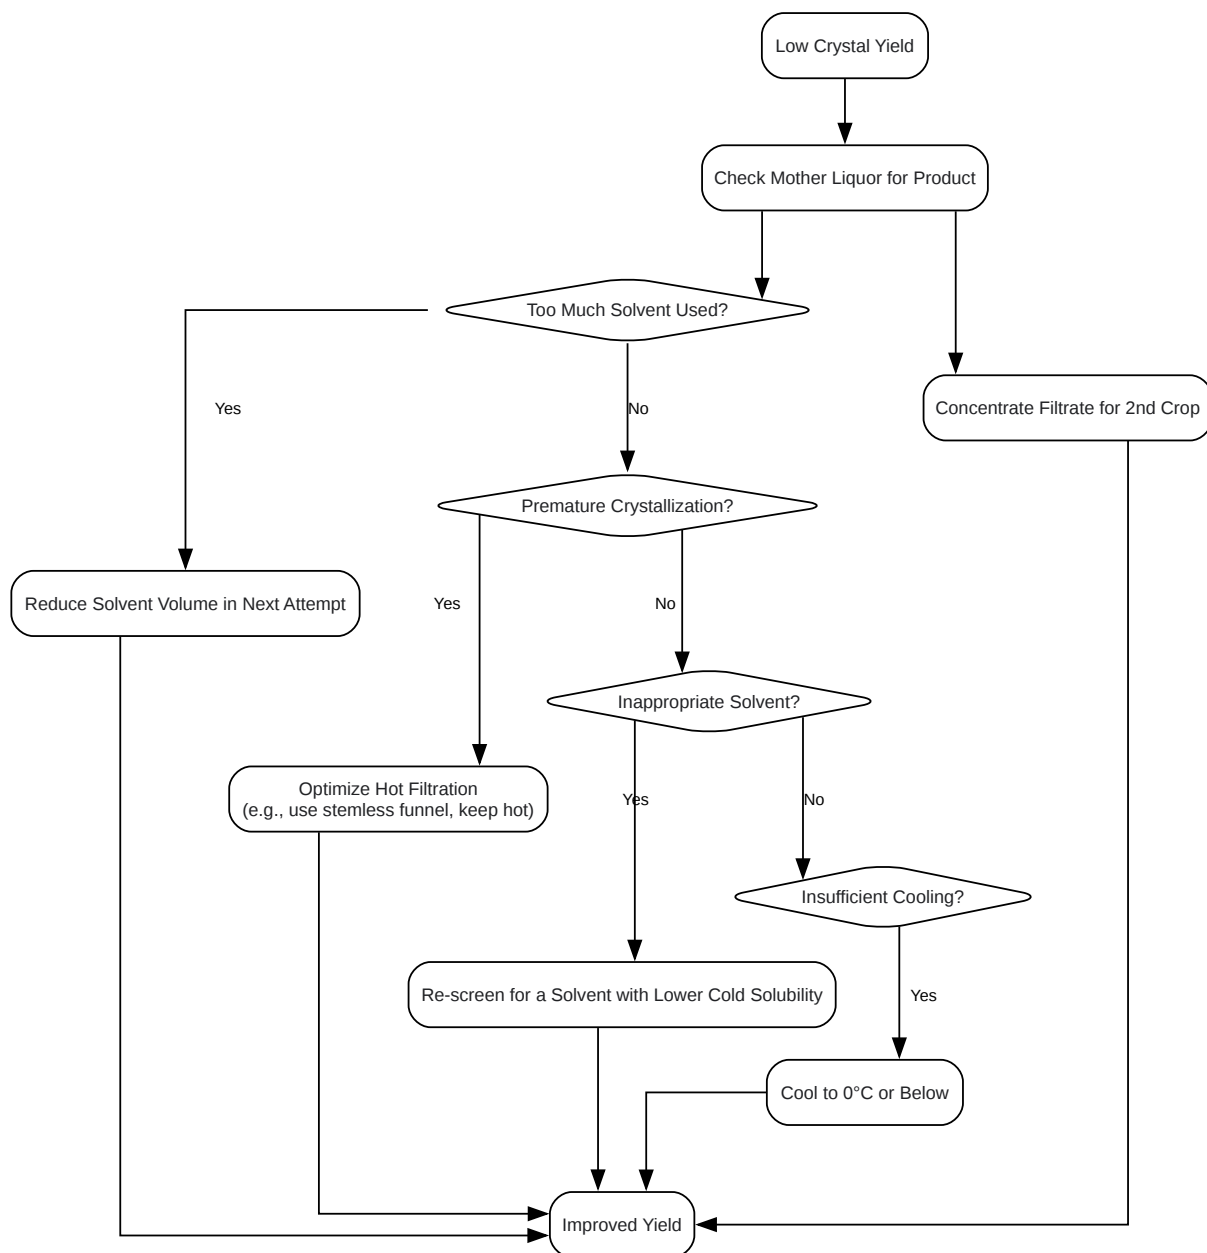 Low Crystal Yield
Check Mother Liquor for Product
Too Much Solvent Used?
Yes
No
Concentrate Filtrate for 2nd Crop
Premature Crystallization?
Reduce Solvent Volume in Next Attempt
Yes
No
Inappropriate Solvent?
Optimize Hot Filtration
(e.g., use stemless funnel, keep hot)
Yes
No
Insufficient Cooling?
Re-screen for a Solvent with Lower Cold Solubility
Yes
Cool to 0°C or Below
Improved Yield